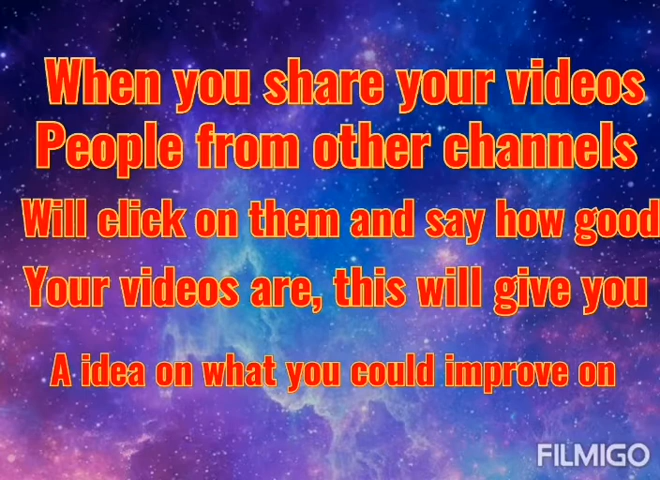 When you share your videos
People from other channels
Will click on them and say how good
Your videos are, this will give you
A idea on what you could improve on
FILMIGO